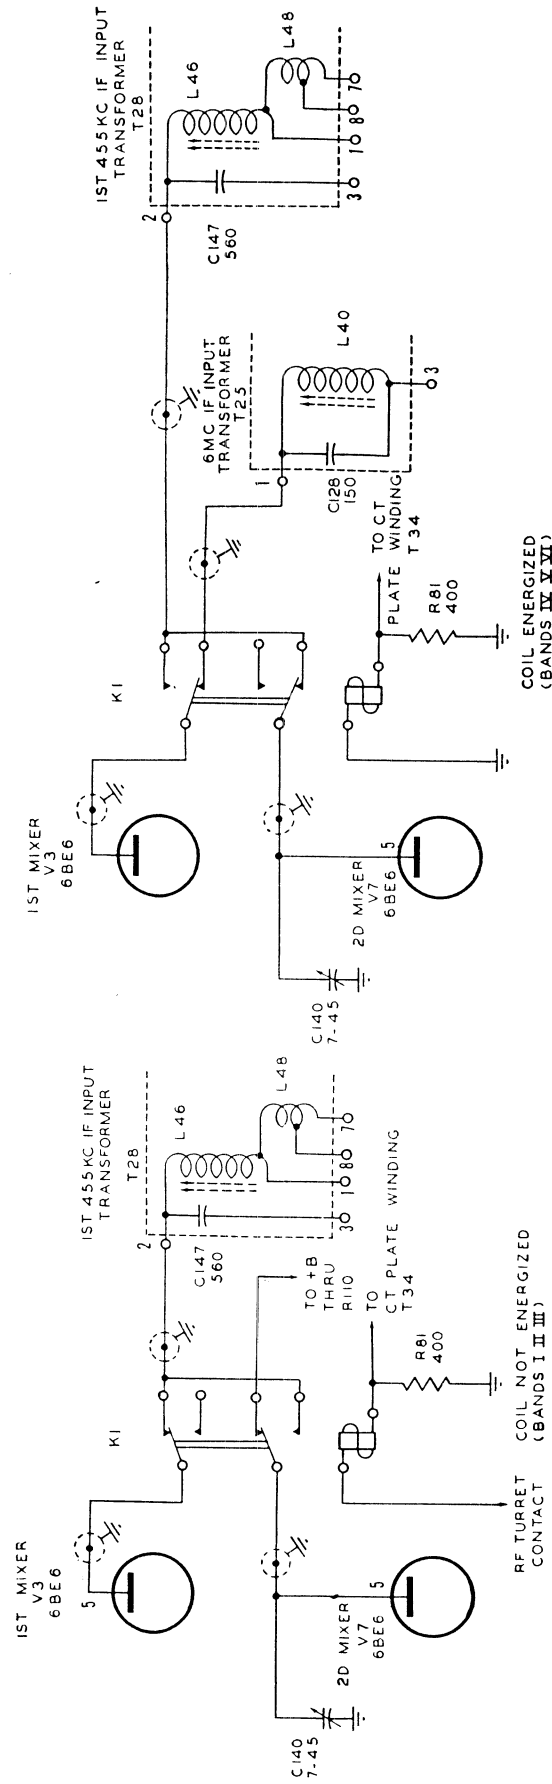 IST MIXER
V3
6BE6
5
K1
2
IST 455KC IF INPUT
TRANSFORMER
T28
L46
C147
560
L48
3
1
8
7
TO +B
THRU
R110
TO
CT PLATE WINDING
T34
R81
400
2D MIXER
V7
6BE6
5
C140
7-45
RF TURRET
CONTACT
COIL NOT ENERGIZED
(BANDS I II III)
IST MIXER
V3
6BE6
K1
2
IST 455KC IF INPUT
TRANSFORMER
T28
L46
C147
560
L48
3
1
8
7
6MC IF INPUT
TRANSFORMER
T25
1
C128
150
L40
3
TO CT
PLATE WINDING
T34
R81
400
2D MIXER
V7
6BE6
5
C140
7-45
COIL ENERGIZED
(BANDS IV V VI)